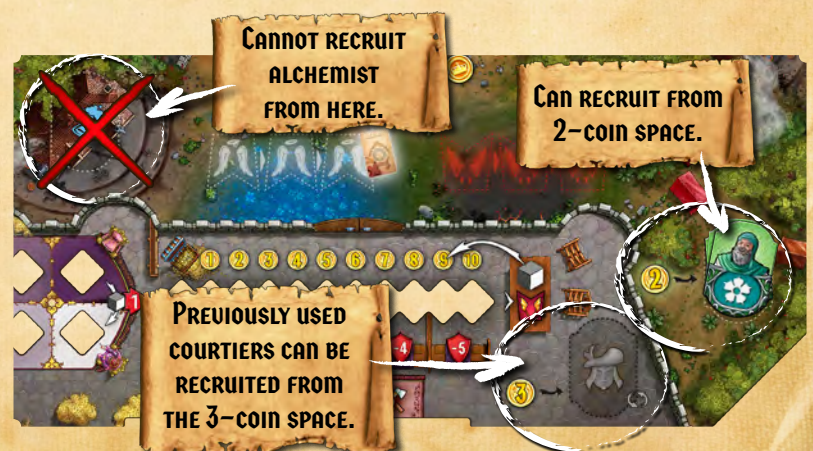 Cannot recruit
alchemist
from here.
Can recruit from
2-coin space.
1 2 3 4 5 6 7 8 9 10
2
1
Previously used
courtiers can be
recruited from
the 3-coin space.
-4 -5
3